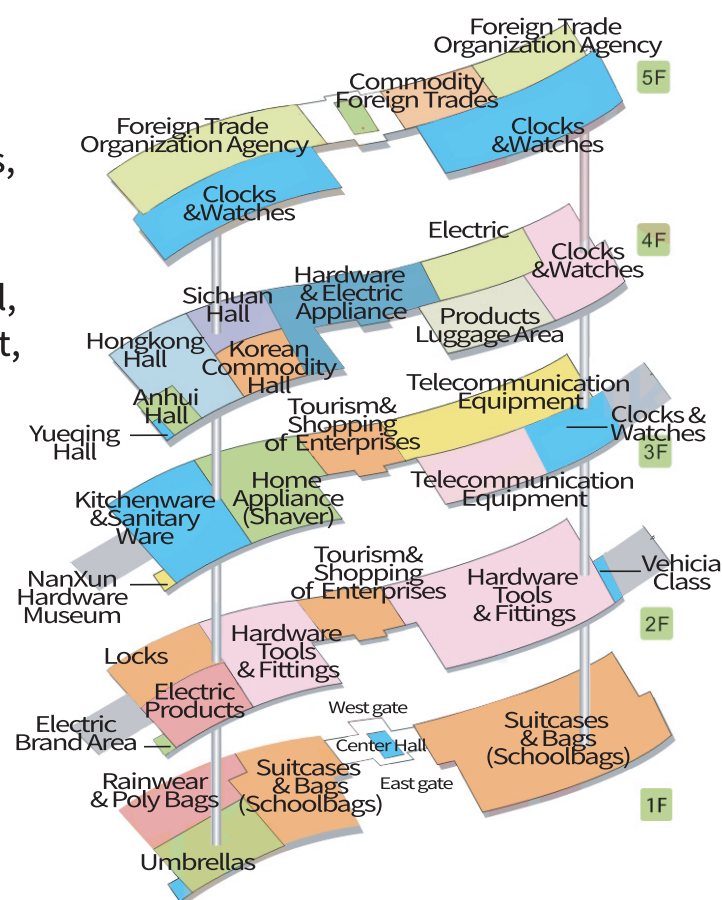 Foreign Trade
Organization Agency
5F
Commodity
Foreign Trades
Foreign Trade
Organization Agency
Clocks
&Watches
s,
Clocks
&Watches
4F
Electric
Clocks
&Watches
Hardware
& Electric
Appliance
Sichuan
Hall
l,
Products
Luggage Area
t,
Hongkong
Hall
Korean
Commodity
Hall
Anhui
Hall
Yueqing
Hall
Telecommunication
Equipment
Tourism&
Shopping
of Enterprises
Clocks &
Watches
3F
Home
Appliance
(Shaver)
Telecommunication
Equipment
Kitchenware
&Sanitary
Ware
NanXun
Hardware
Museum
Tourism&
Shopping
of Enterprises
Hardware
Tools
& Fittings
Vehicia
Class
2F
Hardware
Tools
& Fittings
Locks
Electric
Products
Electric
Brand Area
West gate
Center Hall
East gate
Suitcases
& Bags
(Schoolbags)
Suitcases
& Bags
(Schoolbags)
Rainwear
& Poly Bags
1F
Umbrellas